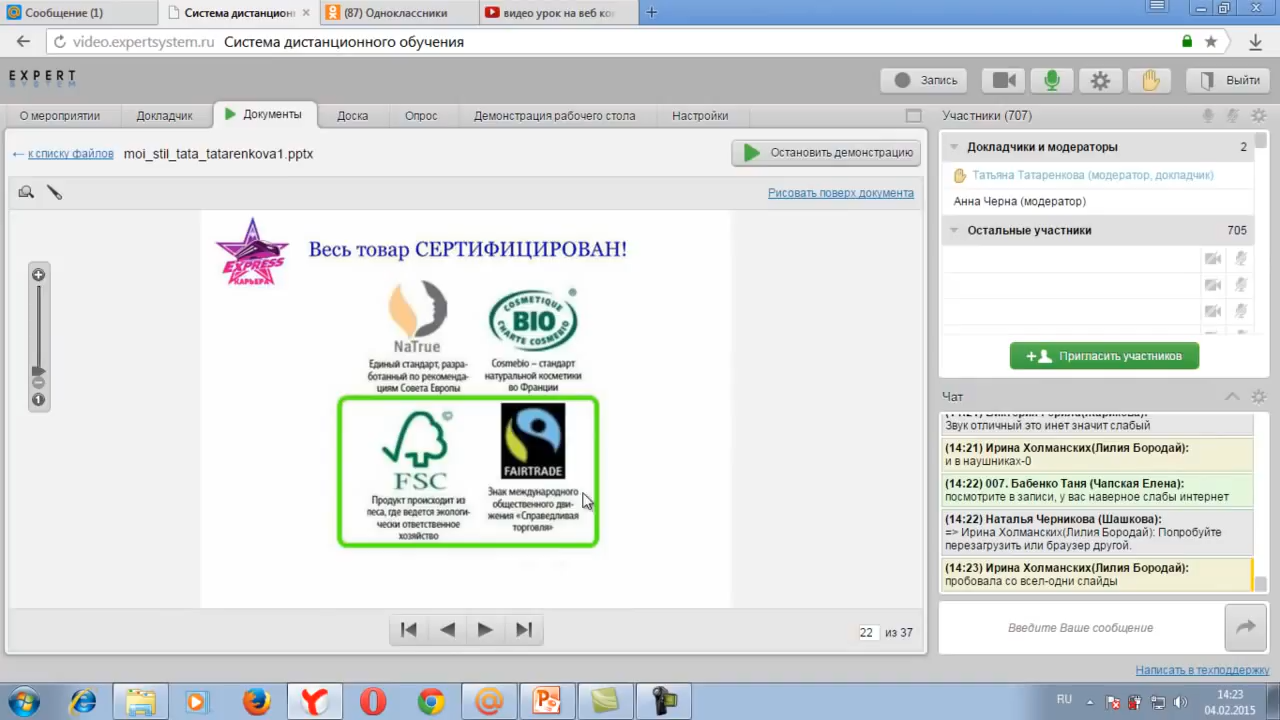 Сообщение (1)
Система дистанцион
(87) Одноклассники
видео урок на веб ко
video.expertsystem.ru Система дистанционного обучения
EXPERT
SYSTEM
Запись
Выйти
О мероприятии
Докладчик
Документы
Доска
Опрос
Демонстрация рабочего стола
Настройки
Участники (707)
← к списку файлов moi_stil_tata_tatarenkova1.pptx
Остановить демонстрацию
Рисовать поверх документа
Докладчики и модераторы 2
Татьяна Татаренкова (модератор, докладчик)
Анна Черна (модератор)
Остальные участники 705
Пригласить участников
EXPRESS
КАРЬЕРА
Весь товар СЕРТИФИЦИРОВАН!
NaTrue
Единый стандарт, разра-
ботанный по рекоменда-
циям Совета Европы
COSMETIQUE
BIO
CHARTE COSMEBIO
Cosmebio – стандарт
натуральной косметики
во Франции
FSC
Продукт происходит из
леса, где ведется экологи-
чески ответственное
хозяйство
FAIRTRADE
Знак международного
общественного дви-
жения «Справедливая
торговля»
22 из 37
Чат
Звук отличный это инет значит слабый
(14:21) Ирина Холманских(Лилия Бородай):
и в наушниках-0
(14:22) 007. Бабенко Таня (Чапская Елена):
посмотрите в записи, у вас наверное слабы интернет
(14:22) Наталья Черникова (Шашкова):
=> Ирина Холманских(Лилия Бородай): Попробуйте
перезагрузить или браузер другой.
(14:23) Ирина Холманских(Лилия Бородай):
пробовала со всел-одни слайды
Введите Ваше сообщение
Написать в техподдержку
RU
14:23
04.02.2015